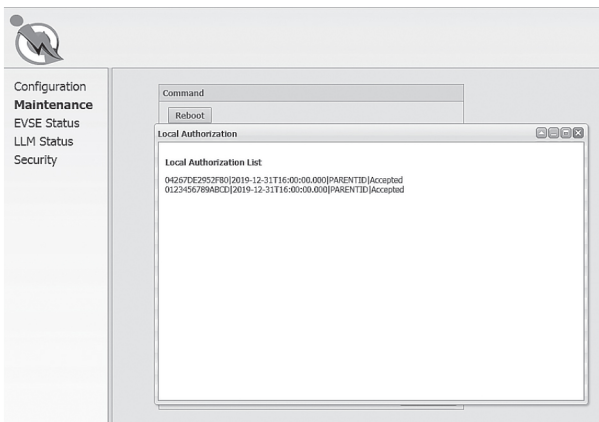 Configuration
Maintenance
EVSE Status
LLM Status
Security
Command
Reboot
Local Authorization
Local Authorization List
04267DE2952F80|2019-12-31T16:00:00.000|PARENTID|Accepted
0123456789ABCD|2019-12-31T16:00:00.000|PARENTID|Accepted